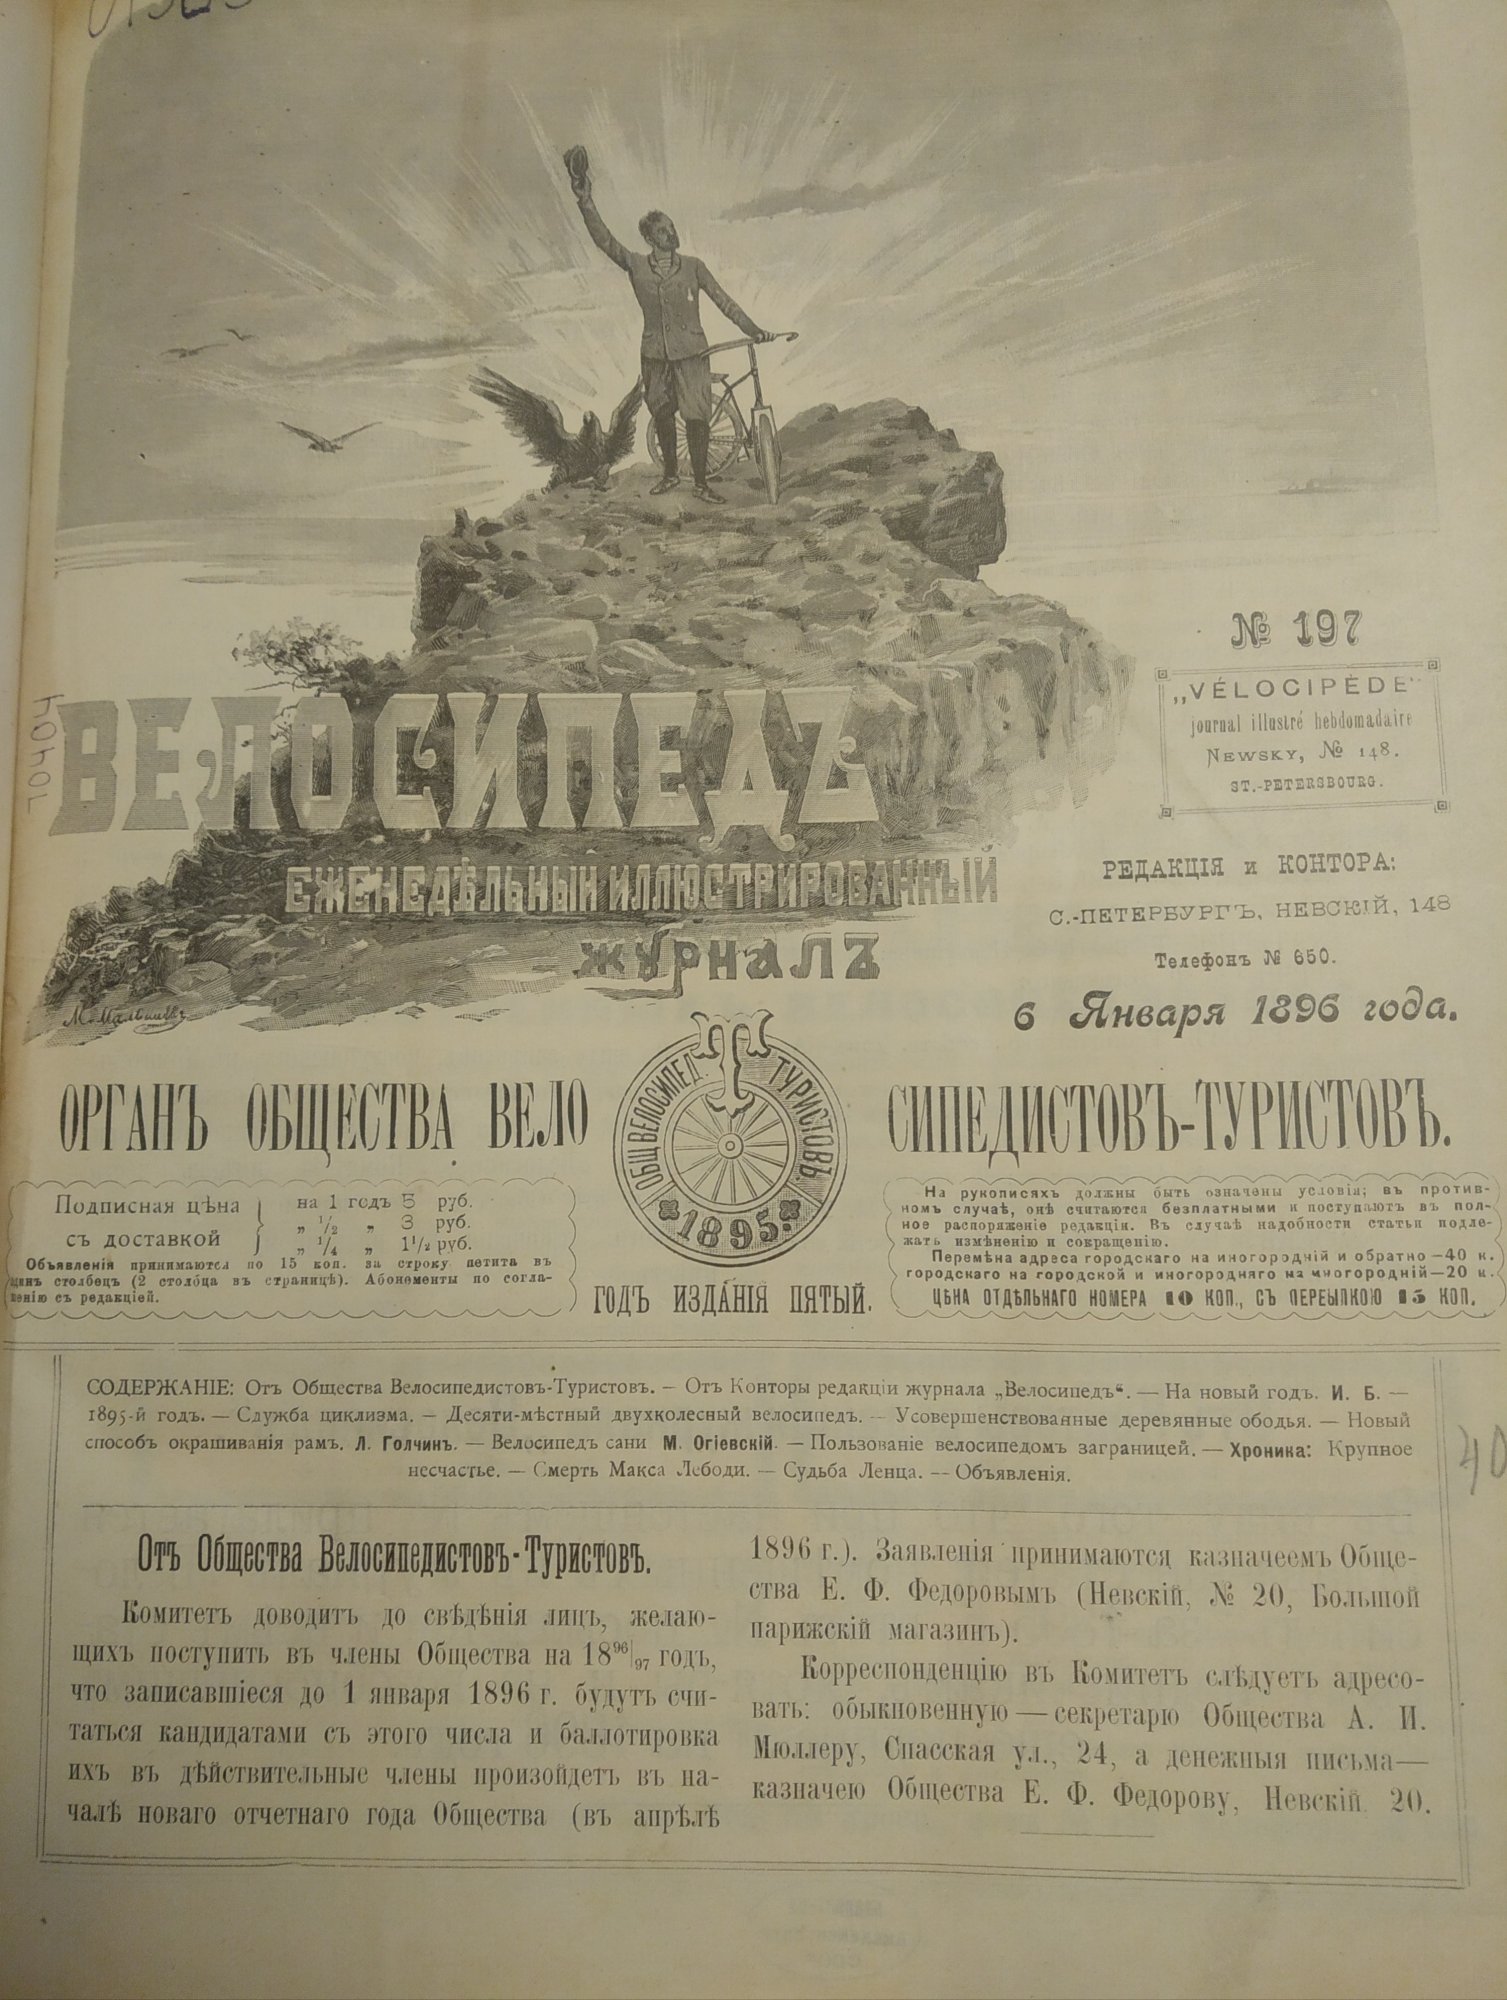 № 197
„VÉLOCIPÈDE“
journal illustré hebdomadaire
NEWSKY, № 148.
ST.-PETERSBOURG.
ВЕЛОСИПЕДЪ
ЕЖЕНЕДѢЛЬНЫЙ ИЛЛЮСТРИРОВАННЫЙ
ЖУРНАЛЪ
РЕДАКЦІЯ и КОНТОРА:
С.-ПЕТЕРБУРГЪ, НЕВСКІЙ, 148
Телефонъ № 650.
6 Января 1896 года.
40404
ОРГАНЪ ОБЩЕСТВА ВЕЛО
СИПЕДИСТОВЪ-ТУРИСТОВЪ.
ОБЩ. ВЕЛОСИПЕД. ТУРИСТОВЪ.
1895.
Подписная цѣна на 1 годъ 5 руб.
„ 1/2 „ 3 руб.
съ доставкой „ 1/4 „ 1 1/2 руб.
Объявленія принимаются по 15 коп. за строку петита въ
одинъ столбецъ (2 столбца въ страницѣ). Абонементы по согла-
шенію съ редакціей.
ГОДЪ ИЗДАНІЯ ПЯТЫЙ.
На рукописяхъ должны быть означены условія; въ против-
номъ случаѣ, онѣ считаются безплатными и поступаютъ въ пол-
ное распоряженіе редакціи. Въ случаѣ надобности статьи подле-
жатъ измѣненію и сокращенію.
Перемѣна адреса городскаго на иногородній и обратно—40 к.
городскаго на городской и иногородняго на иногородній—20 к.
ЦѢНА ОТДѢЛЬНАГО НОМЕРА 10 КОП., СЪ ПЕРЕЫПКОЮ 15 КОП.
СОДЕРЖАНІЕ: Отъ Общества Велосипедистовъ-Туристовъ. — Отъ Конторы редакціи журнала „Велосипедъ“. — На новый годъ. И. Б. —
1895-й годъ. — Служба циклизма. — Десяти-мѣстный двухколесный велосипедъ. — Усовершенствованные деревянные ободья. — Новый
способъ окрашиванія рамъ. Л. Голчинъ. — Велосипедъ сани М. Огіевскій. — Пользованіе велосипедомъ заграницей. — Хроника: Крупное
несчастье. — Смерть Макса Лебоди. — Судьба Ленца. — Объявленія.
40
Отъ Общества Велосипедистовъ-Туристовъ.
Комитетъ доводитъ до свѣдѣнія лицъ, желаю-
щихъ поступить въ члены Общества на 1896/97 годъ,
что записавшіеся до 1 января 1896 г. будутъ счи-
таться кандидатами съ этого числа и баллотировка
ихъ въ дѣйствительные члены произойдетъ въ на-
чалѣ новаго отчетнаго года Общества (въ апрѣлѣ
1896 г.). Заявленія принимаются казначеемъ Обще-
ства Е. Ф. Федоровымъ (Невскій, № 20, Большой
парижскій магазинъ).
Корреспонденцію въ Комитетъ слѣдуетъ адресо-
вать: обыкновенную — секретарю Общества А. И.
Мюллеру, Спасская ул., 24, а денежныя письма—
казначею Общества Е. Ф. Федорову, Невскій 20.